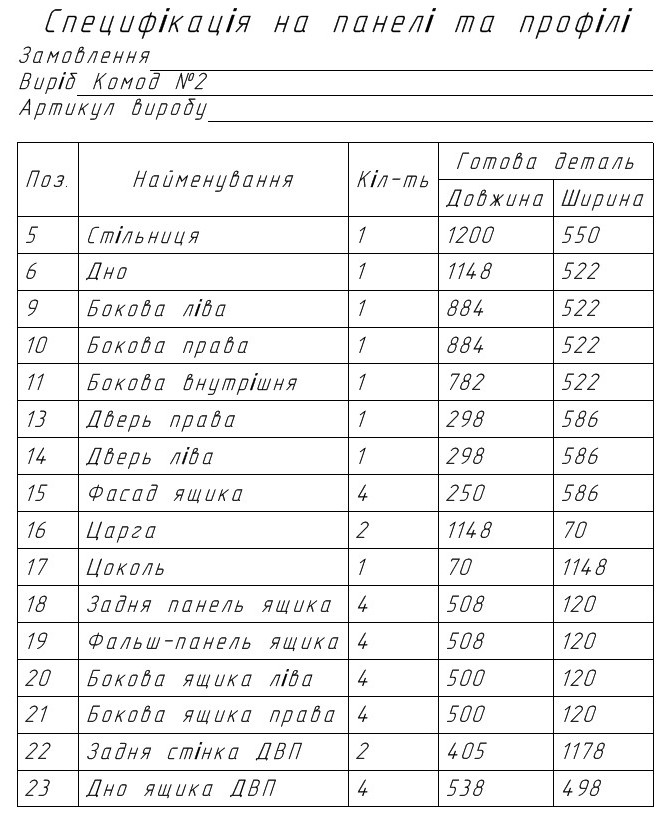 Специфікація на панелі та профілі
Замовлення
Виріб Комод №2
Артикул виробу
Поз. Найменування Кіл-ть Готова деталь
Довжина Ширина
5 Стільниця 1 1200 550
6 Дно 1 1148 522
9 Бокова ліва 1 884 522
10 Бокова права 1 884 522
11 Бокова внутрішня 1 782 522
13 Дверь права 1 298 586
14 Дверь ліва 1 298 586
15 Фасад ящика 4 250 586
16 Царга 2 1148 70
17 Цоколь 1 70 1148
18 Задня панель ящика 4 508 120
19 Фальш-панель ящика 4 508 120
20 Бокова ящика ліва 4 500 120
21 Бокова ящика права 4 500 120
22 Задня стінка ДВП 2 405 1178
23 Дно ящика ДВП 4 538 498